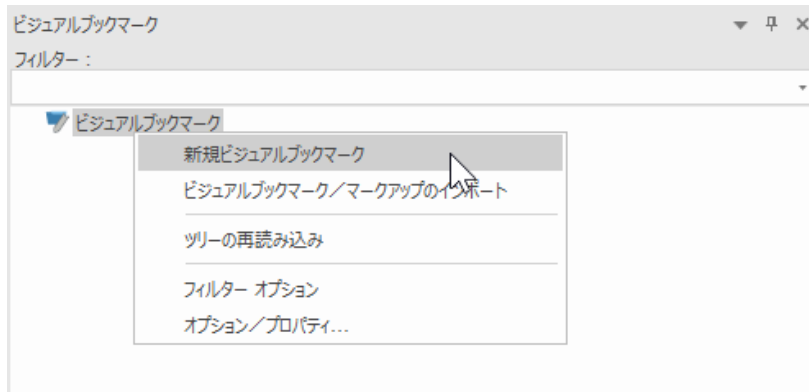 ビジュアルブックマーク
フィルター :
ビジュアルブックマーク
新規ビジュアルブックマーク
ビジュアルブックマーク／マークアップのインポート
ツリーの再読み込み
フィルター オプション
オプション／プロパティ...